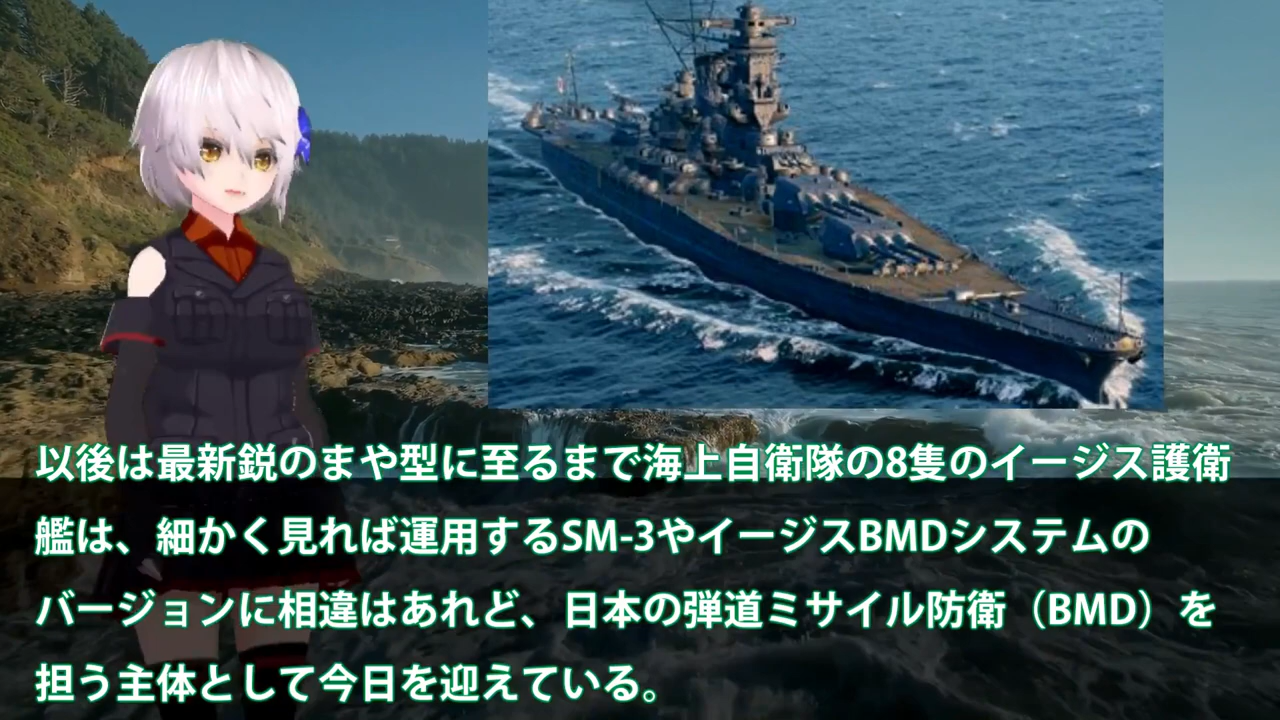 以後は最新鋭のまや型に至るまで海上自衛隊の8隻のイージス護衛
艦は、細かく見れば運用するSM-3やイージスBMDシステムの
バージョンに相違はあれど、日本の弾道ミサイル防衛（BMD）を
担う主体として今日を迎えている。